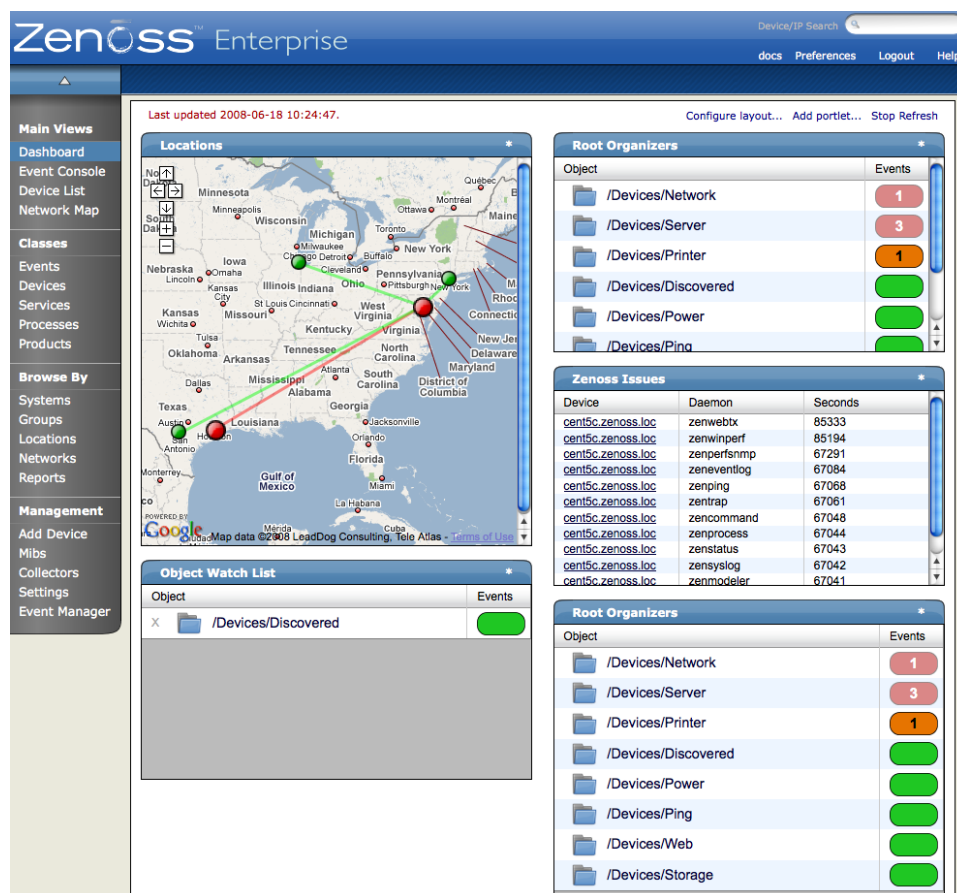 Zenōss™ Enterprise
Device/IP Search
docs Preferences Logout Help
Main Views
Dashboard
Event Console
Device List
Network Map
Classes
Events
Devices
Services
Processes
Products
Browse By
Systems
Groups
Locations
Networks
Reports
Management
Add Device
Mibs
Collectors
Settings
Event Manager
Last updated 2008-06-18 10:24:47.
Configure layout... Add portlet... Stop Refresh
Locations *
Minnesota
Québec
Montréal
Minneapolis
Ottawa
Wisconsin
Maine
Michigan
Toronto
Milwaukee
New York
Detroit
Buffalo
Iowa
Cleveland
Nebraska
Omaha
Pennsylvania
Lincoln
Illinois
Indiana
Ohio
Pittsburgh
New York
Kansas City
St Louis
Cincinnati
West Virginia
Kansas
Missouri
Wichita
Kentucky
Virginia
Tulsa
Tennessee
North Carolina
Delaware
Oklahoma
Arkansas
Maryland
Atlanta
South Carolina
District of Columbia
Dallas
Mississippi
Alabama
Texas
Georgia
Austin
Louisiana
Jacksonville
San Antonio
Orlando
Monterrey
Florida
Gulf of Mexico
Miami
La Habana
POWERED BY
Google
Mérida
Cuba
Map data ©2008 LeadDog Consulting, Tele Atlas - Terms of Use
Object Watch List *
Object Events
X /Devices/Discovered
Root Organizers *
Object Events
/Devices/Network 1
/Devices/Server 3
/Devices/Printer 1
/Devices/Discovered
/Devices/Power
/Devices/Ping
Zenoss Issues *
Device Daemon Seconds
cent5c.zenoss.loc zenwebtx 85333
cent5c.zenoss.loc zenwinperf 85194
cent5c.zenoss.loc zenperfsnmp 67291
cent5c.zenoss.loc zeneventlog 67084
cent5c.zenoss.loc zenping 67068
cent5c.zenoss.loc zentrap 67061
cent5c.zenoss.loc zencommand 67048
cent5c.zenoss.loc zenprocess 67044
cent5c.zenoss.loc zenstatus 67043
cent5c.zenoss.loc zensyslog 67042
cent5c.zenoss.loc zenmodeler 67041
Root Organizers *
Object Events
/Devices/Network 1
/Devices/Server 3
/Devices/Printer 1
/Devices/Discovered
/Devices/Power
/Devices/Ping
/Devices/Web
/Devices/Storage